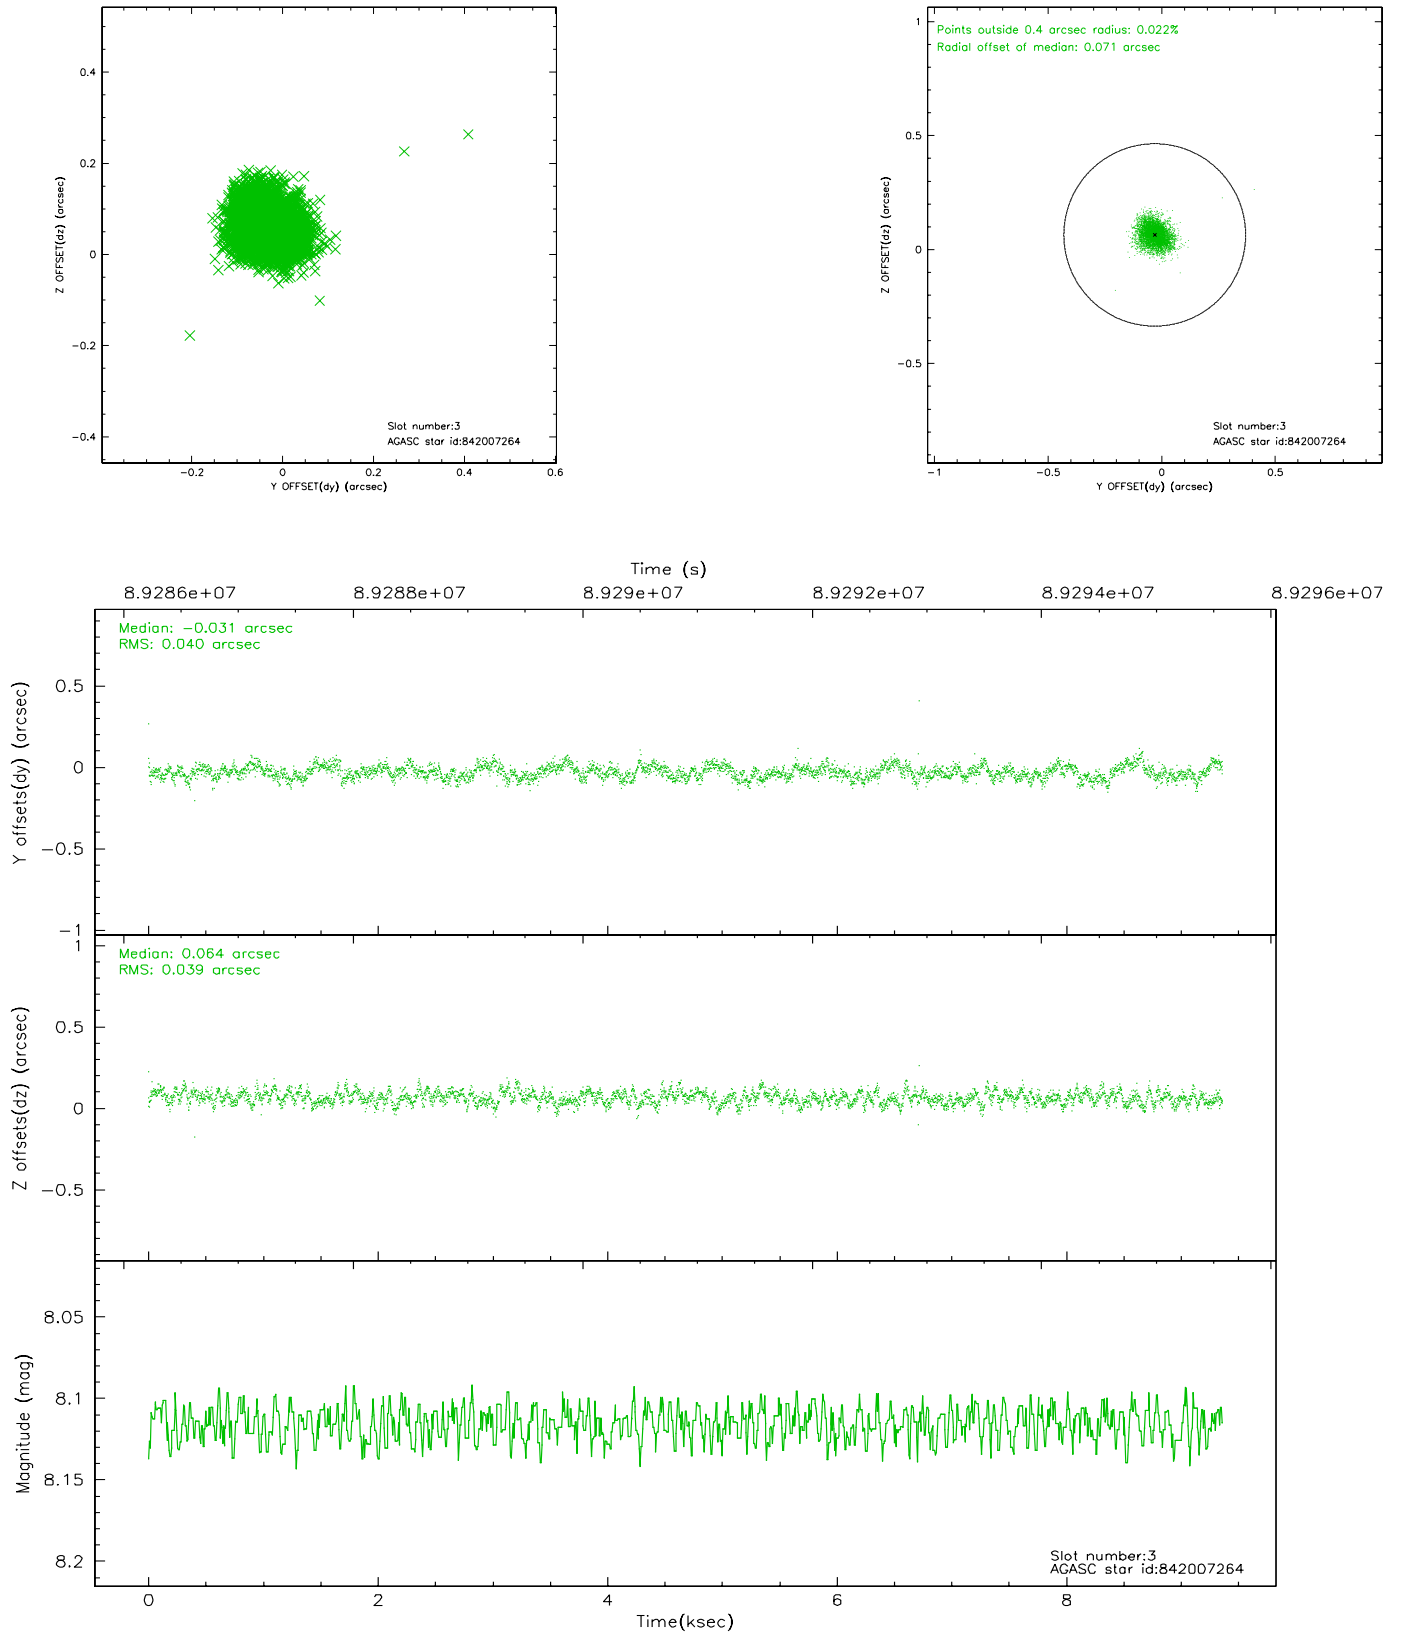 0.4
0.2
0
-0.2
-0.4
Z OFFSET(dz) (arcsec)
Slot number:3
AGASC star id:842007264
-0.2 0 0.2 0.4 0.6
Y OFFSET(dy) (arcsec)
Points outside 0.4 arcsec radius: 0.022%
Radial offset of median: 0.071 arcsec
1
0.5
0
-0.5
Z OFFSET(dz) (arcsec)
Slot number:3
AGASC star id:842007264
-1 -0.5 0 0.5
Y OFFSET(dy) (arcsec)
Time (s)
8.9286e+07 8.9288e+07 8.929e+07 8.9292e+07 8.9294e+07 8.9296e+07
Median: -0.031 arcsec
RMS: 0.040 arcsec
0.5
0
-0.5
-1
Y offsets(dy) (arcsec)
Median: 0.064 arcsec
RMS: 0.039 arcsec
1
0.5
0
-0.5
Z offsets(dz) (arcsec)
8.05
8.1
8.15
8.2
Magnitude (mag)
Slot number:3
AGASC star id:842007264
0 2 4 6 8
Time(ksec)